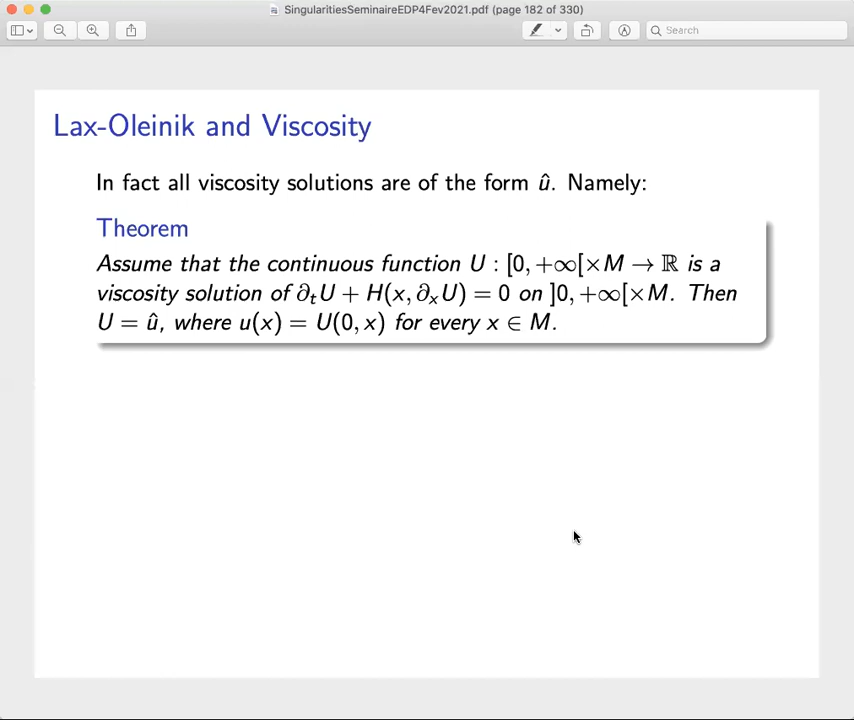 SingularitiesSeminaireEDP4Fev2021.pdf (page 182 of 330)
Search
Lax-Oleinik and Viscosity
In fact all viscosity solutions are of the form û. Namely:
Theorem
Assume that the continuous function U : [0, +∞[×M → ℝ is a
viscosity solution of ∂ₜU + H(x, ∂ₓU) = 0 on ]0, +∞[×M. Then
U = û, where u(x) = U(0, x) for every x ∈ M.